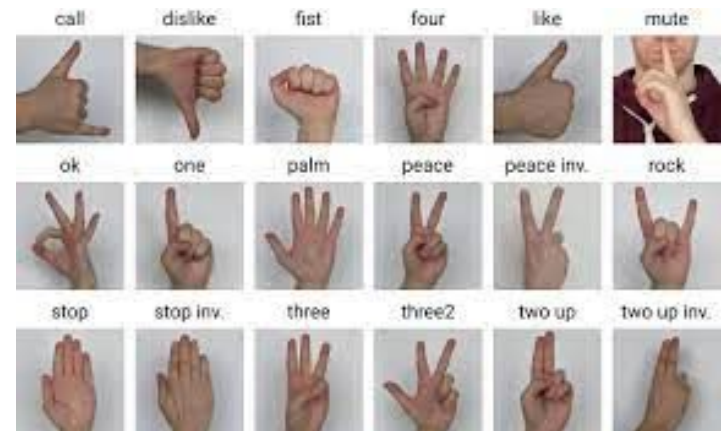 call dislike fist four like mute
ok one palm peace peace inv. rock
stop stop inv. three three2 two up two up inv.